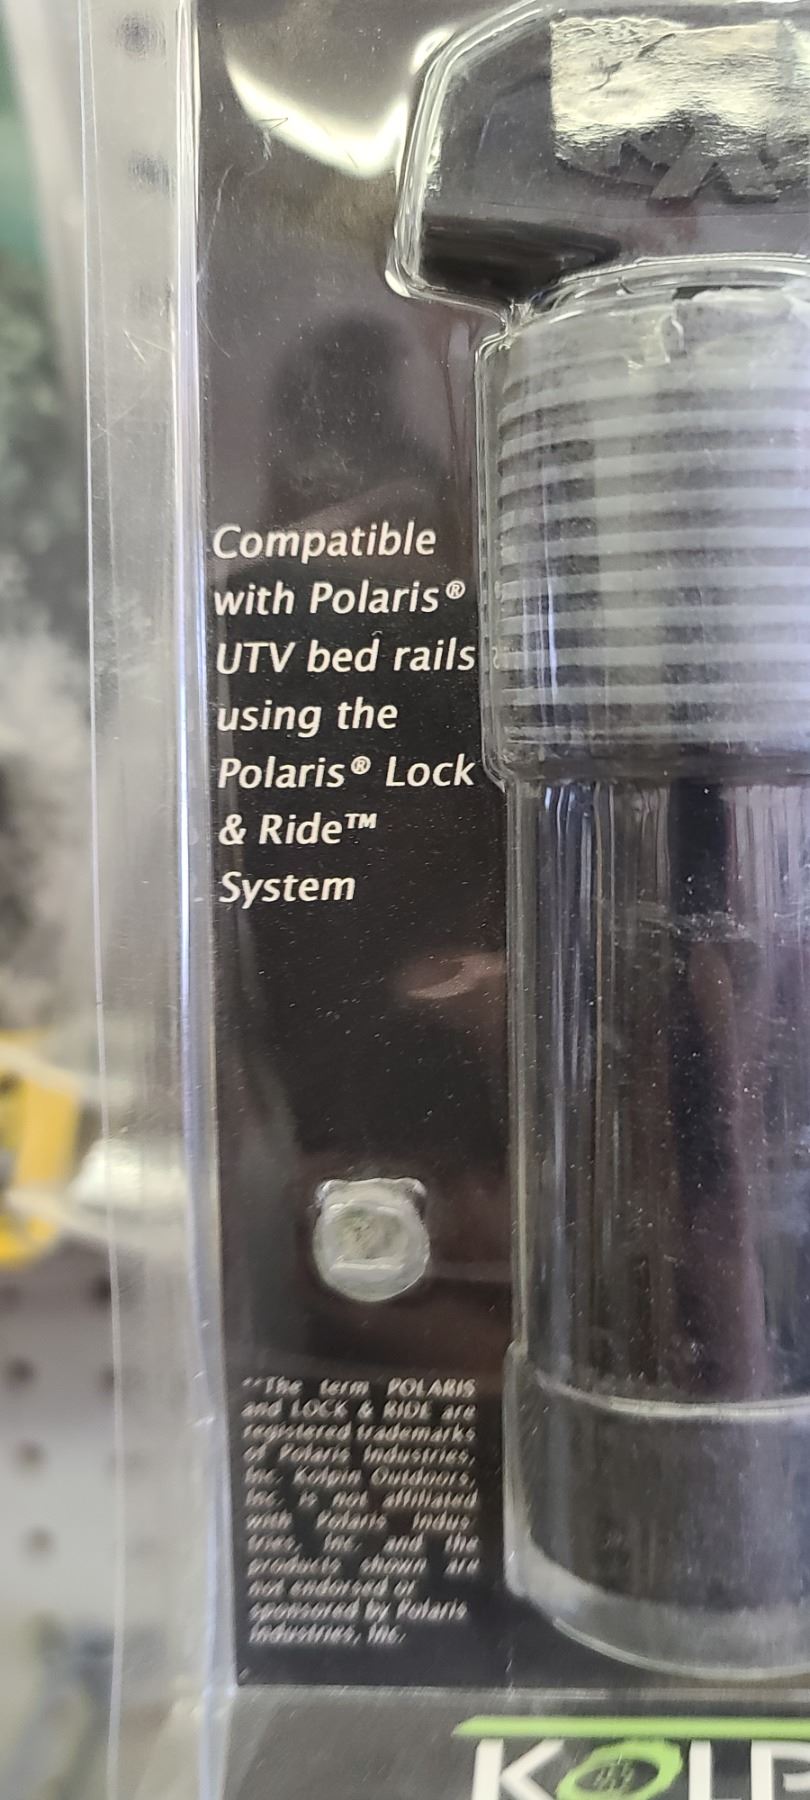 Compatible
with Polaris®
UTV bed rails
using the
Polaris® Lock
& Ride™
System
**The term POLARIS
and LOCK & RIDE are
registered trademarks
of Polaris Industries,
Inc. Kolpin Outdoors,
Inc. is not affiliated
with Polaris Indus-
tries, Inc. and the
products shown are
not endorsed or
sponsored by Polaris
Industries, Inc.
KOLP